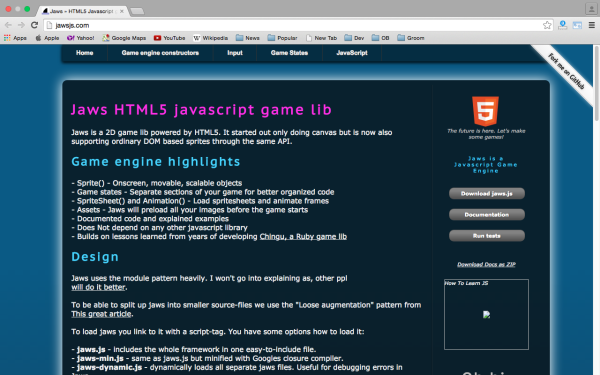 Jaws – HTML5 Javascript g
jawsjs.com
Apps
Apple
Yahoo!
Google Maps
YouTube
Wikipedia
News
Popular
New Tab
Dev
OB
Groom
Home
Game engine constructors
Input
Game States
JavaScript
Fork me on GitHub
Jaws HTML5 javascript game lib
Jaws is a 2D game lib powered by HTML5. It started out only doing canvas but is now also
supporting ordinary DOM based sprites through the same API.
Game engine highlights
- Sprite() - Onscreen, movable, scalable objects
- Game states - Separate sections of your game for better organized code
- SpriteSheet() and Animation() - Load spritesheets and animate frames
- Assets - Jaws will preload all your images before the game starts
- Documented code and explained examples
- Does Not depend on any other javascript library
- Builds on lessons learned from years of developing Chingu, a Ruby game lib
Design
Jaws uses the module pattern heavily. I won't go into explaining as, other ppl
will do it better.
To be able to split up jaws into smaller source-files we use the "Loose augmentation" pattern from
This great article.
To load jaws you link to it with a script-tag. You have some options how to load it:
- jaws.js - includes the whole framework in one easy-to-include file.
- jaws-min.js - same as jaws.js but minified with Googles closure compiler.
- jaws-dynamic.js - dynamically loads all separate jaws files. Useful for debugging errors in
5
The future is here. Let's make
some games!
Jaws is a
Javascript Game
Engine
Download jaws.js
Documentation
Run tests
Download Docs as ZIP
How To Learn JS